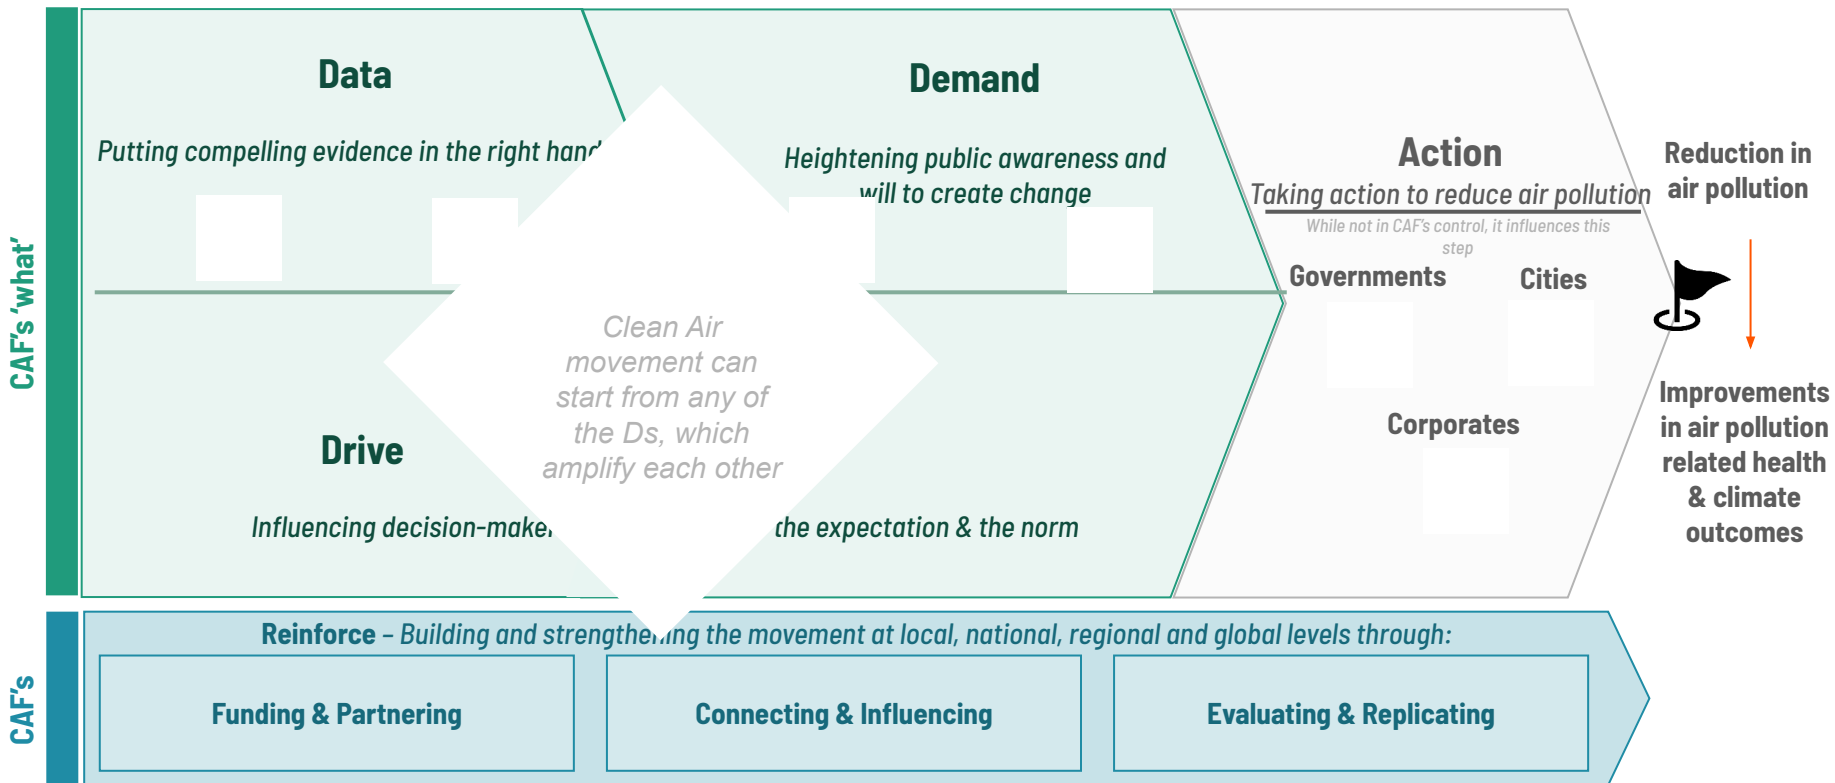 CAF's 'what'
Data
Putting compelling evidence in the right hand
Demand
Heightening public awareness and
will to create change
Clean Air
movement can
start from any of
the Ds, which
amplify each other
Drive
Influencing decision-maker
the expectation & the norm
Action
Taking action to reduce air pollution
While not in CAF's control, it influences this
step
Governments
Cities
Corporates
Reduction in
air pollution
Improvements
in air pollution
related health
& climate
outcomes
CAF's
Reinforce – Building and strengthening the movement at local, national, regional and global levels through:
Funding & Partnering
Connecting & Influencing
Evaluating & Replicating